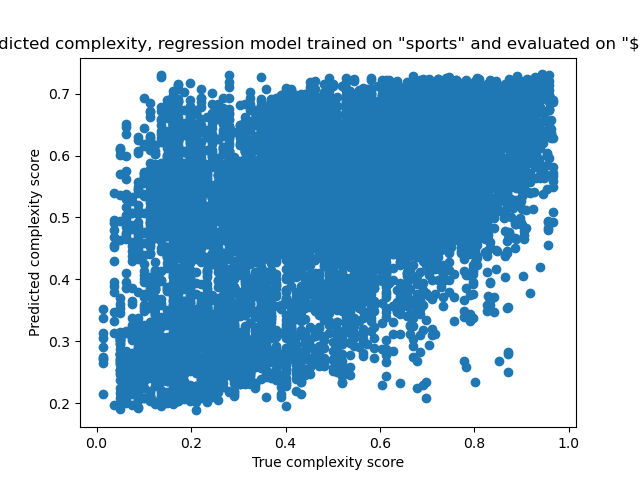 dicted complexity, regression model trained on "sports" and evaluated on "$
Predicted complexity score
0.7
0.6
0.5
0.4
0.3
0.2
0.0 0.2 0.4 0.6 0.8 1.0
True complexity score